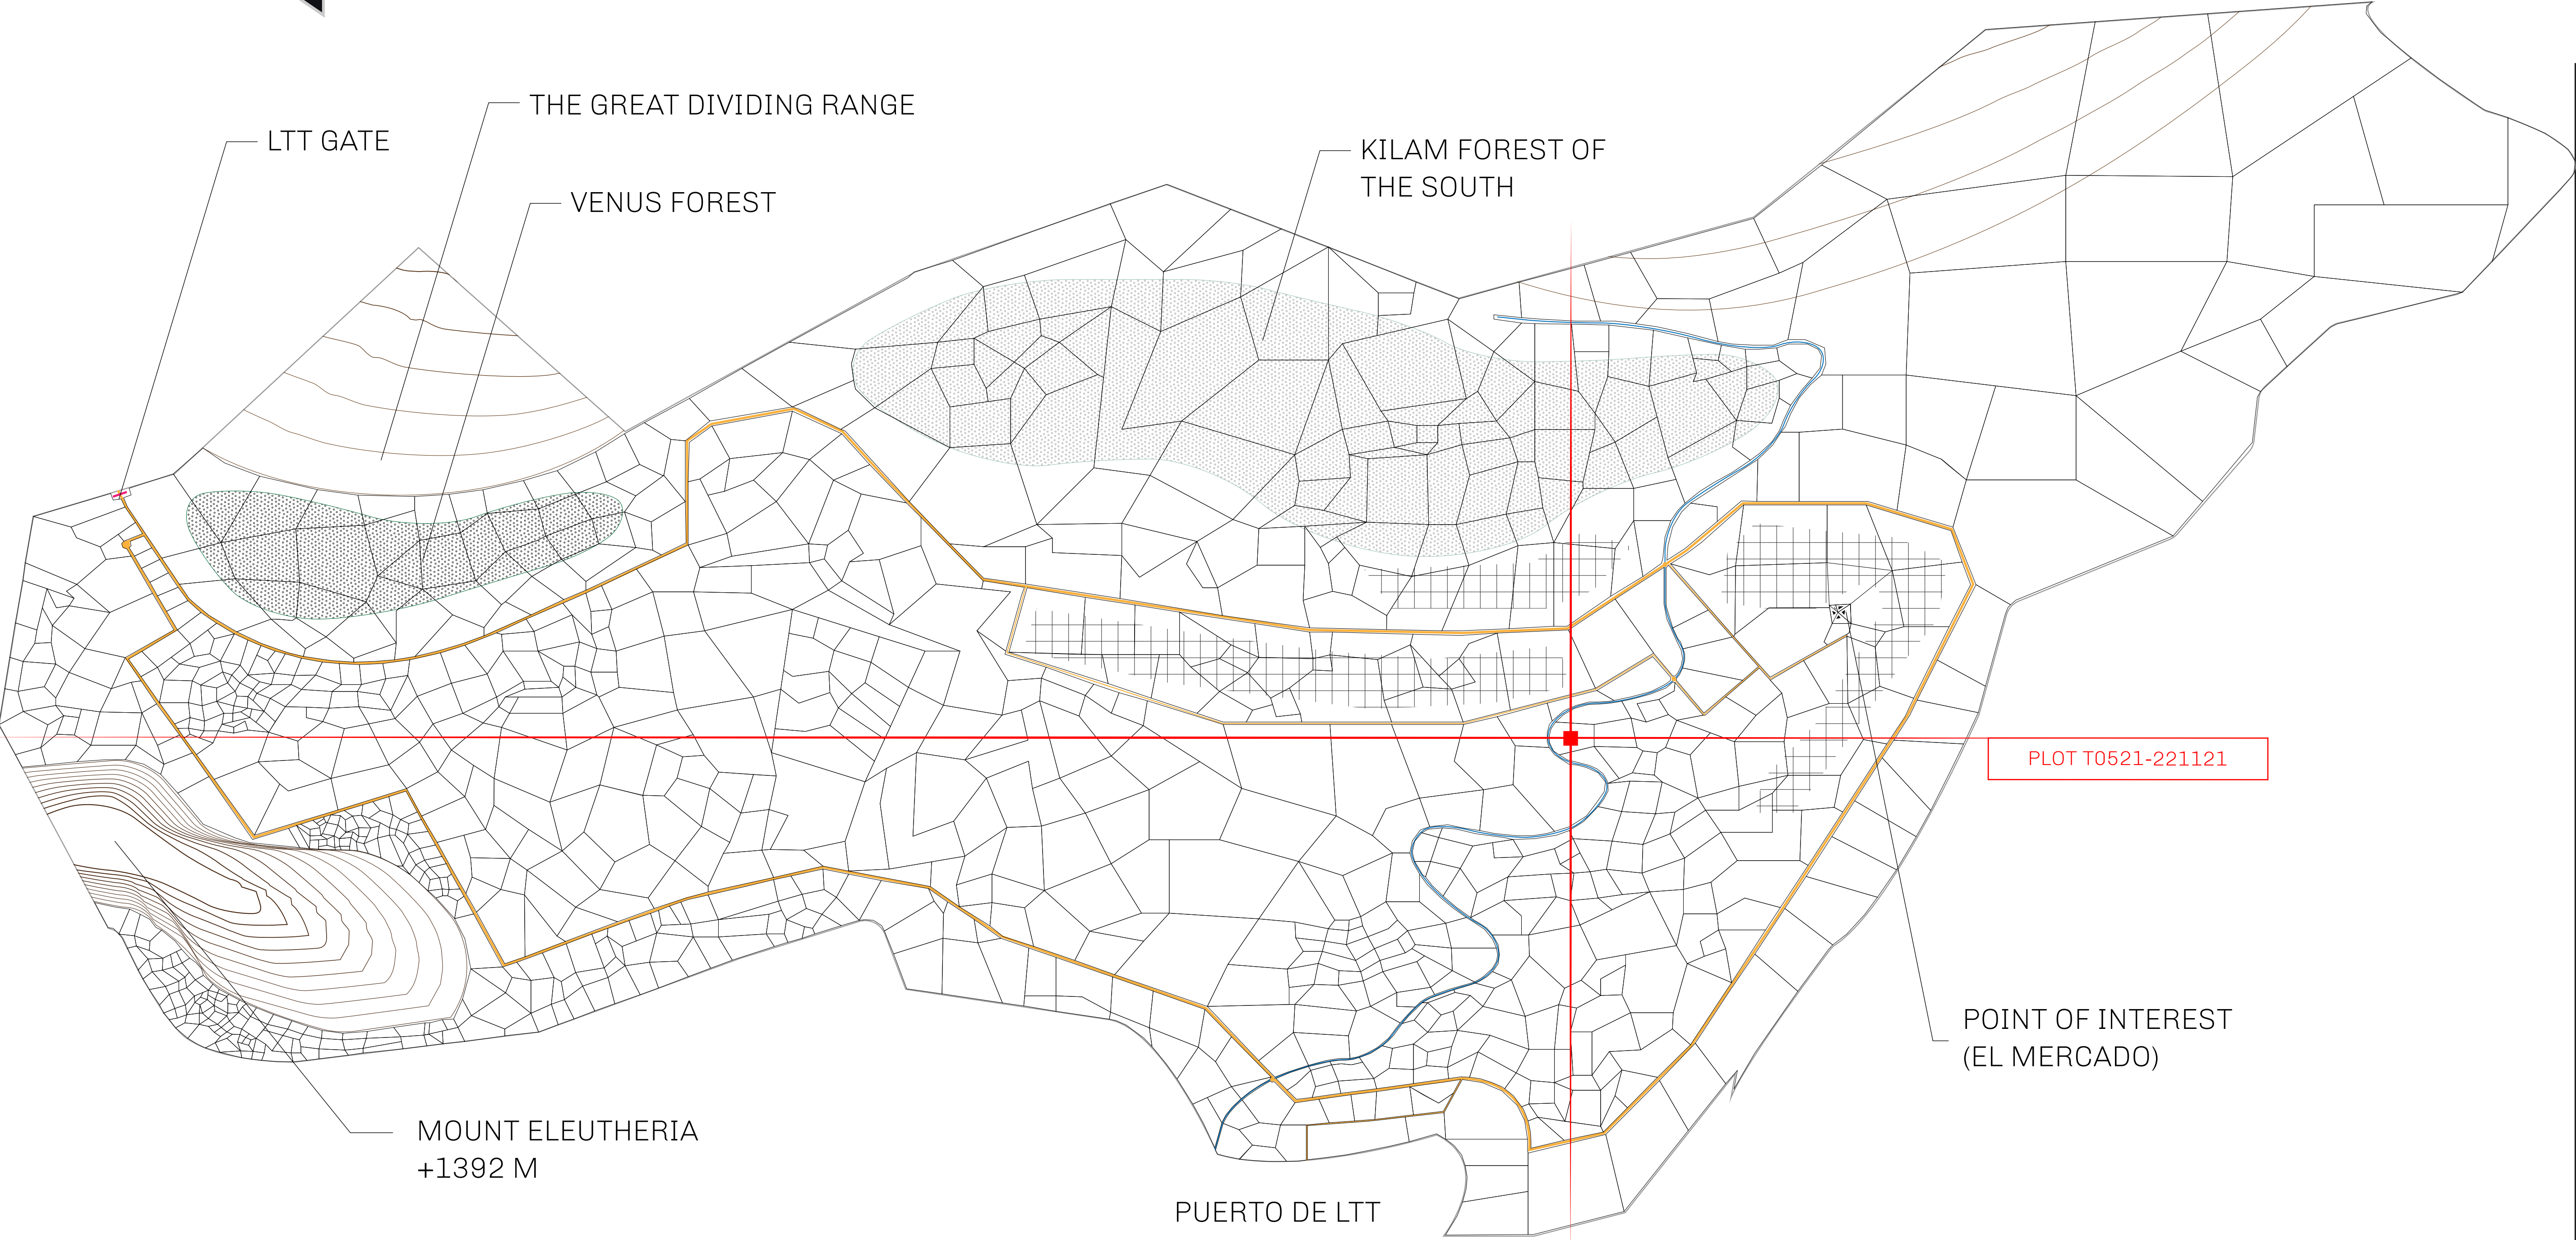 THE GREAT DIVIDING RANGE
LTT GATE
VENUS FOREST
KILAM FOREST OF
THE SOUTH
PLOT T0521-221121
POINT OF INTEREST
(EL MERCADO)
MOUNT ELEUTHERIA
+1392 M
PUERTO DE LTT